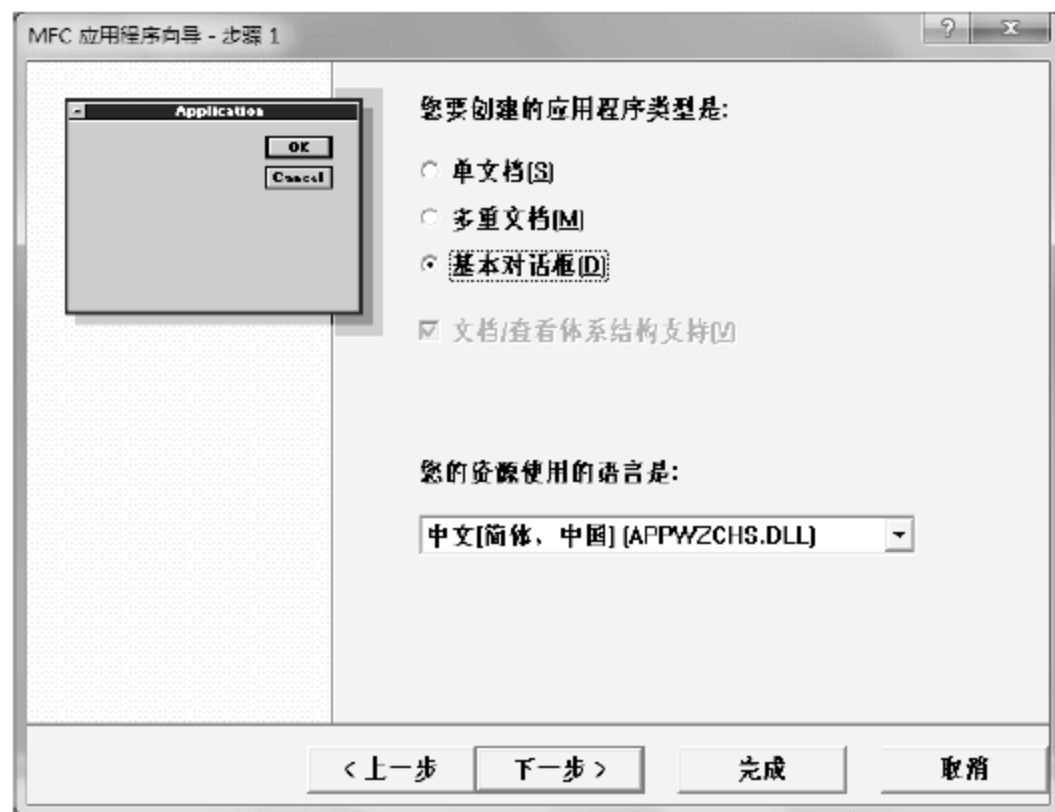 MFC 应用程序向导 - 步骤 1
Application
OK
Cancel
您要创建的应用程序类型是:
单文档[S]
多重文档[M]
基本对话框[D]
文档/查看体系结构支持[V]
您的资源使用的语言是:
中文[简体、中国] (APPWZCHS.DLL)
< 上一步
下一步 >
完成
取消